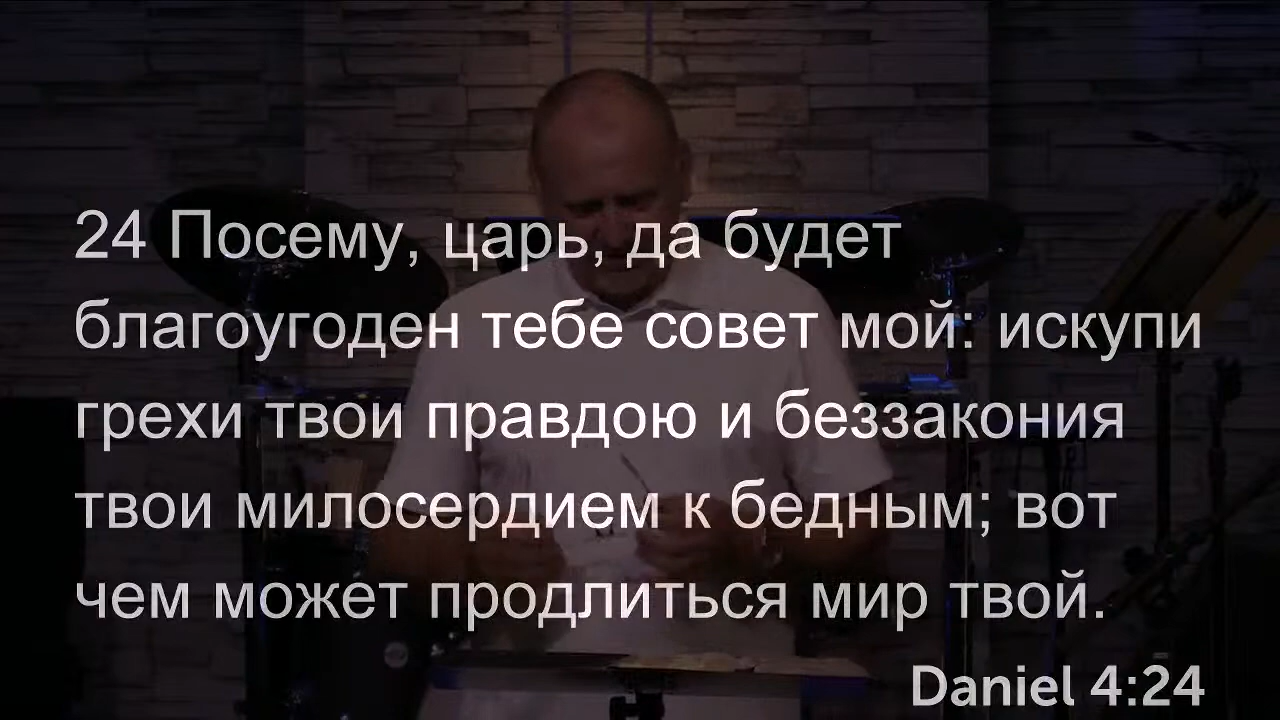 24 Посему, царь, да будет
благоугоден тебе совет мой: искупи
грехи твои правдою и беззакония
твои милосердием к бедным; вот
чем может продлиться мир твой.
Daniel 4:24